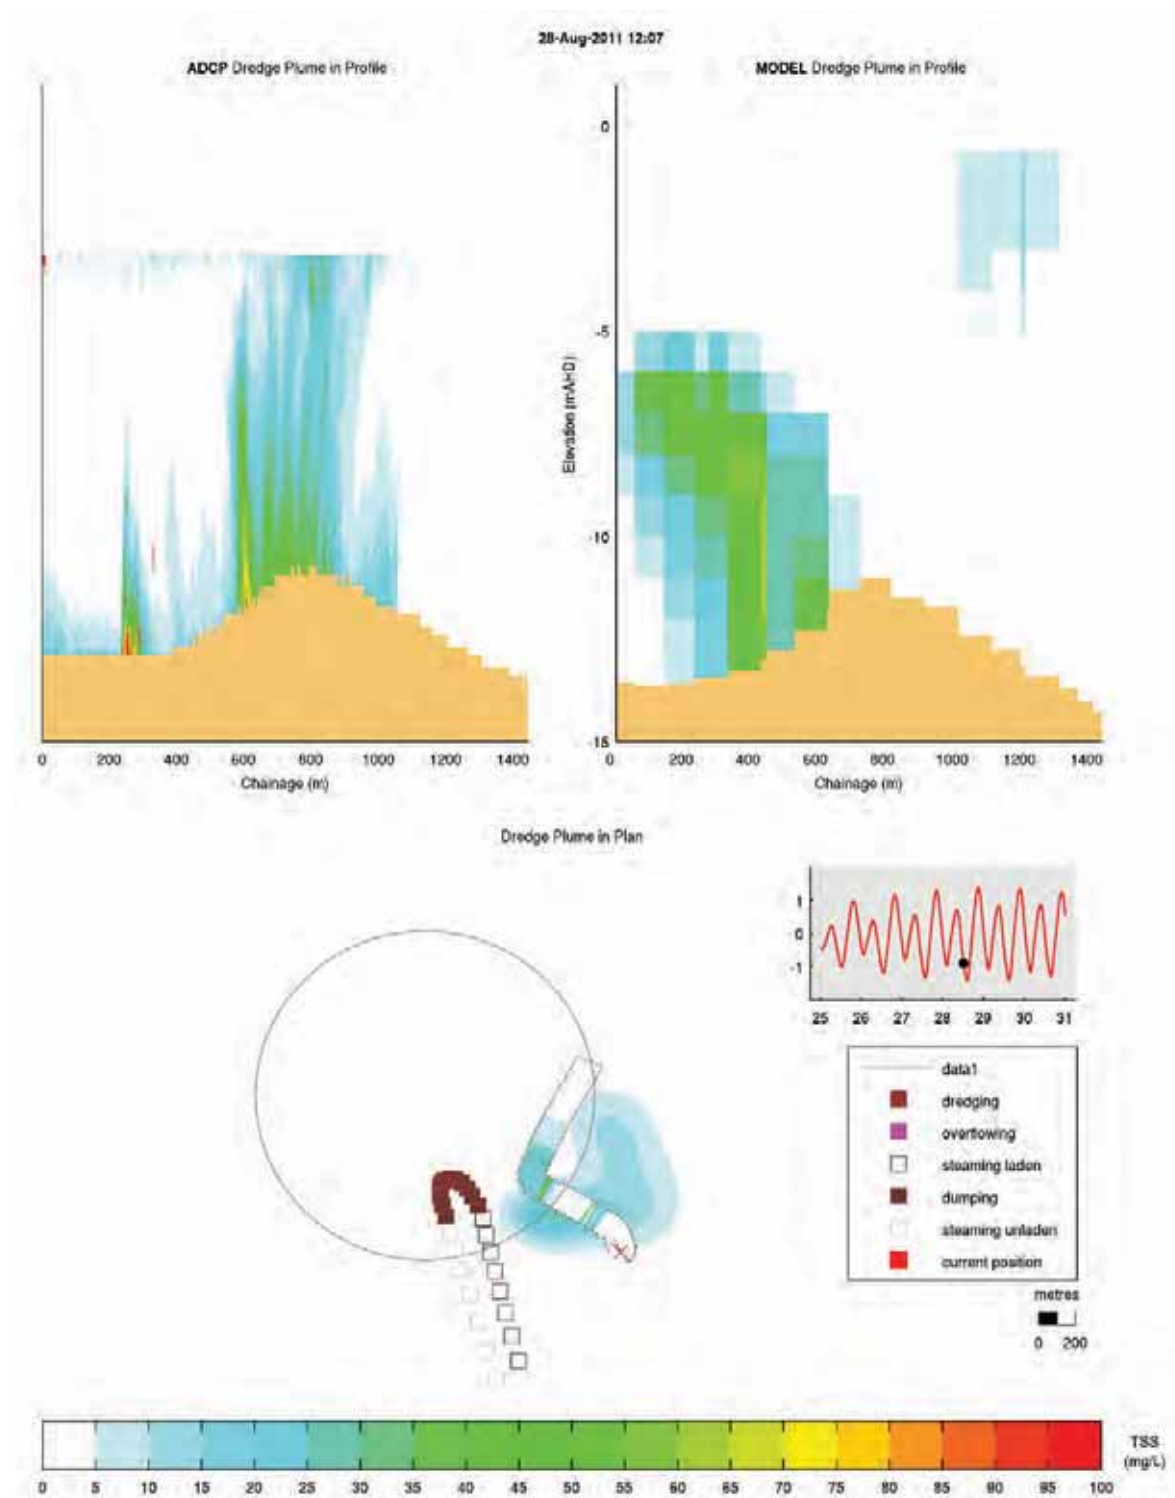 28-Aug-2011 12:07
ADCP Dredge Plume in Profile
MODEL Dredge Plume in Profile
0
-5
-10
-15
Elevation (mAHD)
0 200 400 600 800 1000 1200 1400
Chainage (m)
0 200 400 600 800 1000 1200 1400
Chainage (m)
Dredge Plume in Plan
1
0
-1
25 26 27 28 29 30 31
data1
dredging
overflowing
steaming laden
dumping
steaming unladen
current position
metres
0 200
0 5 10 15 20 25 30 35 40 45 50 55 60 65 70 75 80 85 90 95 100
TSS
(mg/L)